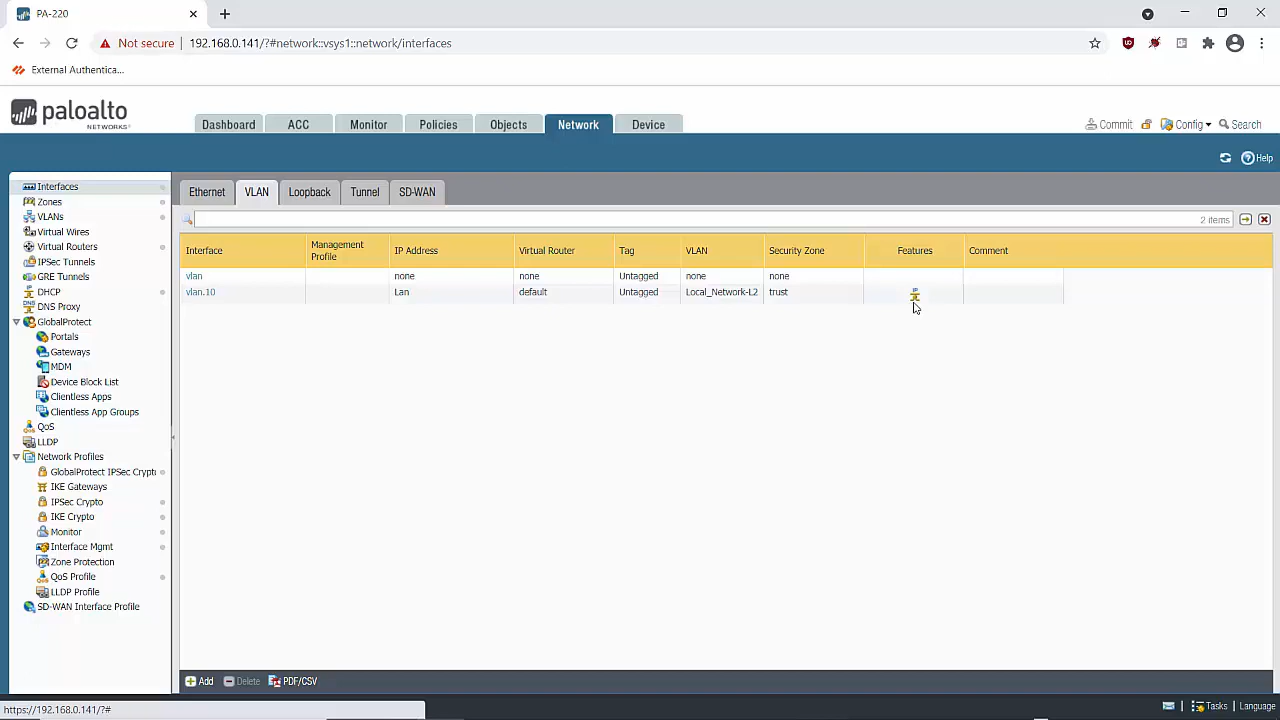 PA-220
Not secure
192.168.0.141/?#network::vsys1::network/interfaces
External Authentica...
paloalto
NETWORKS
Dashboard
ACC
Monitor
Policies
Objects
Network
Device
Commit
Config
Search
Help
Interfaces
Zones
VLANs
Virtual Wires
Virtual Routers
IPSec Tunnels
GRE Tunnels
DHCP
DNS Proxy
GlobalProtect
Portals
Gateways
MDM
Device Block List
Clientless Apps
Clientless App Groups
QoS
LLDP
Network Profiles
GlobalProtect IPSec Crypto
IKE Gateways
IPSec Crypto
IKE Crypto
Monitor
Interface Mgmt
Zone Protection
QoS Profile
LLDP Profile
SD-WAN Interface Profile
Ethernet
VLAN
Loopback
Tunnel
SD-WAN
2 items
Interface
Management
Profile
IP Address
Virtual Router
Tag
VLAN
Security Zone
Features
Comment
vlan
none
none
Untagged
none
none
vlan.10
Lan
default
Untagged
Local_Network-L2
trust
Add
Delete
PDF/CSV
https://192.168.0.141/?#
Tasks
Language